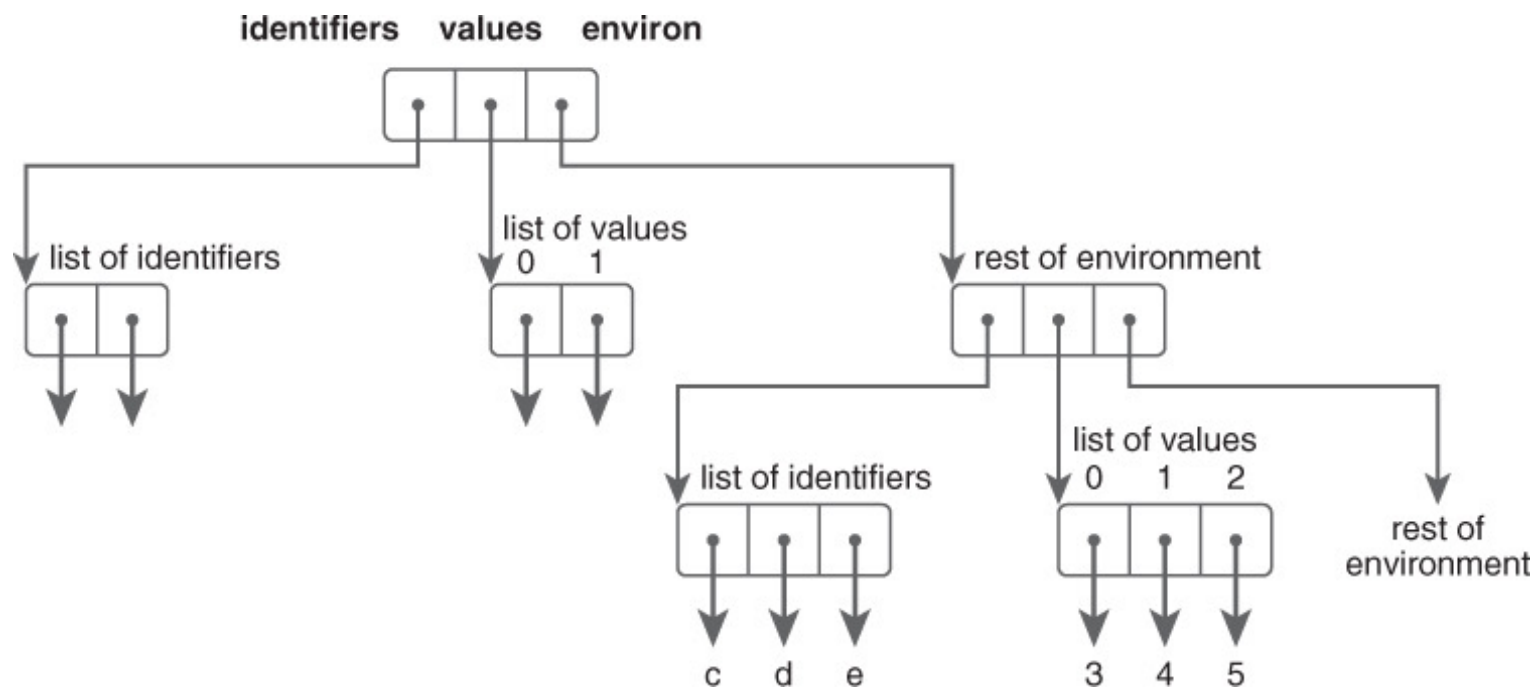 identifiers values environ
list of identifiers
list of values
0 1
rest of environment
list of identifiers
list of values
0 1 2
rest of
environment
c d e
3 4 5